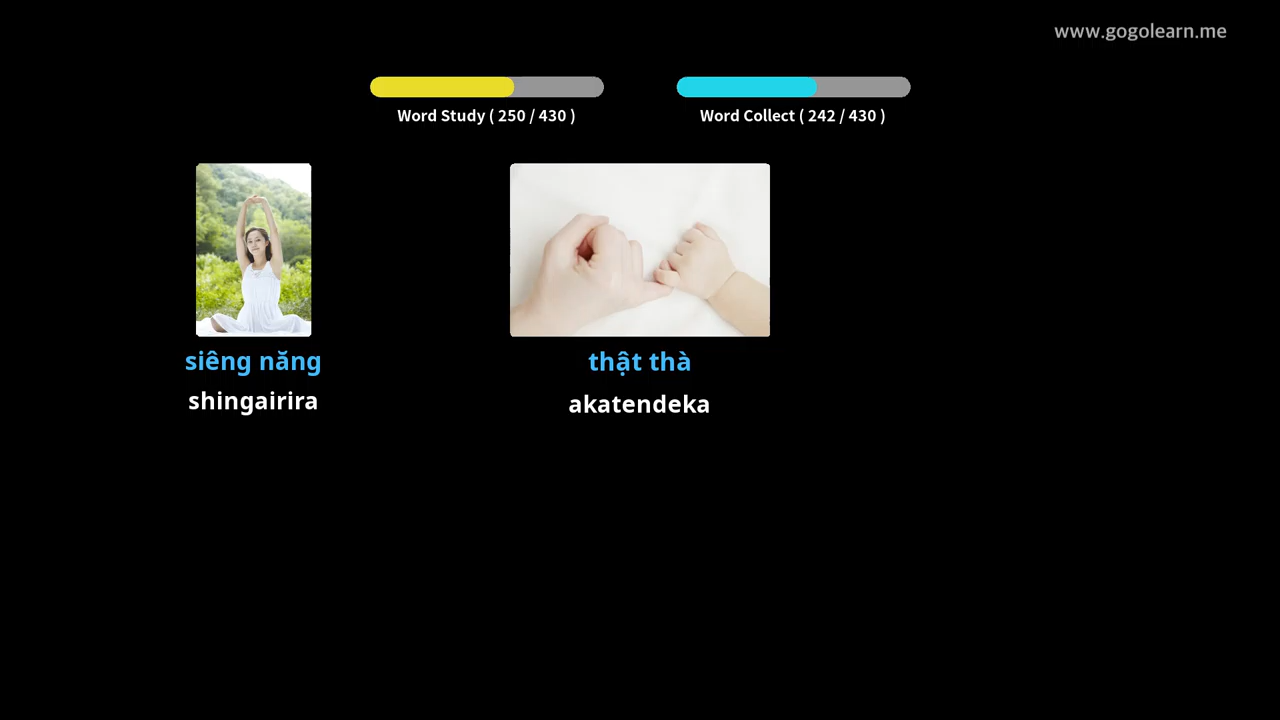 www.gogolearn.me
Word Study ( 250 / 430 )
Word Collect ( 242 / 430 )
siêng năng
thật thà
shingairira
akatendeka